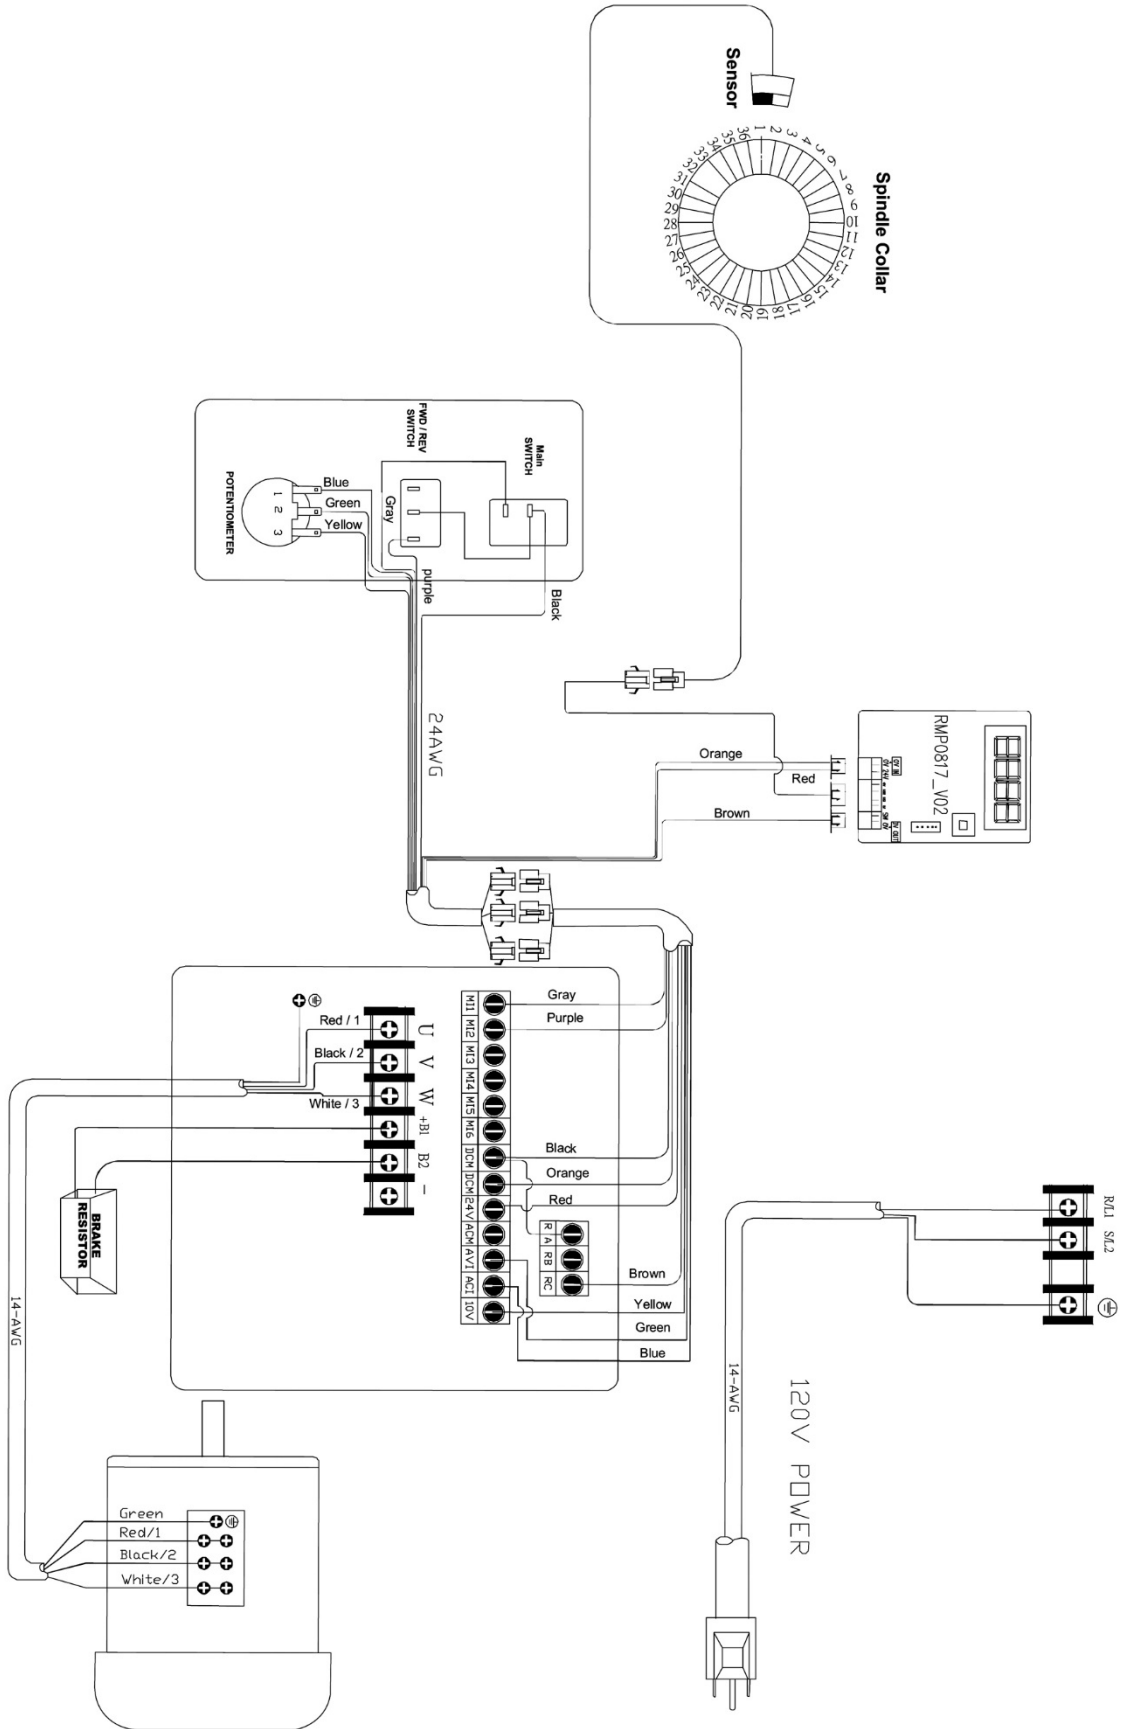 Sensor
Spindle Collar
1
2
3
4
5
6
7
8
9
10
11
12
13
14
15
16
17
18
19
20
21
22
23
24
25
26
27
28
29
30
31
32
33
34
35
36
FWD / REV
SWITCH
Main
SWITCH
POTENTIOMETER
1
2
3
Blue
Green
Yellow
Gray
purple
Black
24AWG
RMP0817_V02
0V 24V
SW 0V
Orange
Red
Brown
Gray
Purple
MI1
MI2
MI3
MI4
MI5
MI6
DCM
DCM
24V
ACM
AVI
ACI
10V
Black
Orange
Red
RA
RB
RC
Brown
Yellow
Green
Blue
Red / 1
Black / 2
White / 3
U
V
W
+B1
B2
-
BRAKE
RESISTOR
14-AWG
R/L1
S/L2
14-AWG
120V POWER
Green
Red/1
Black/2
White/3